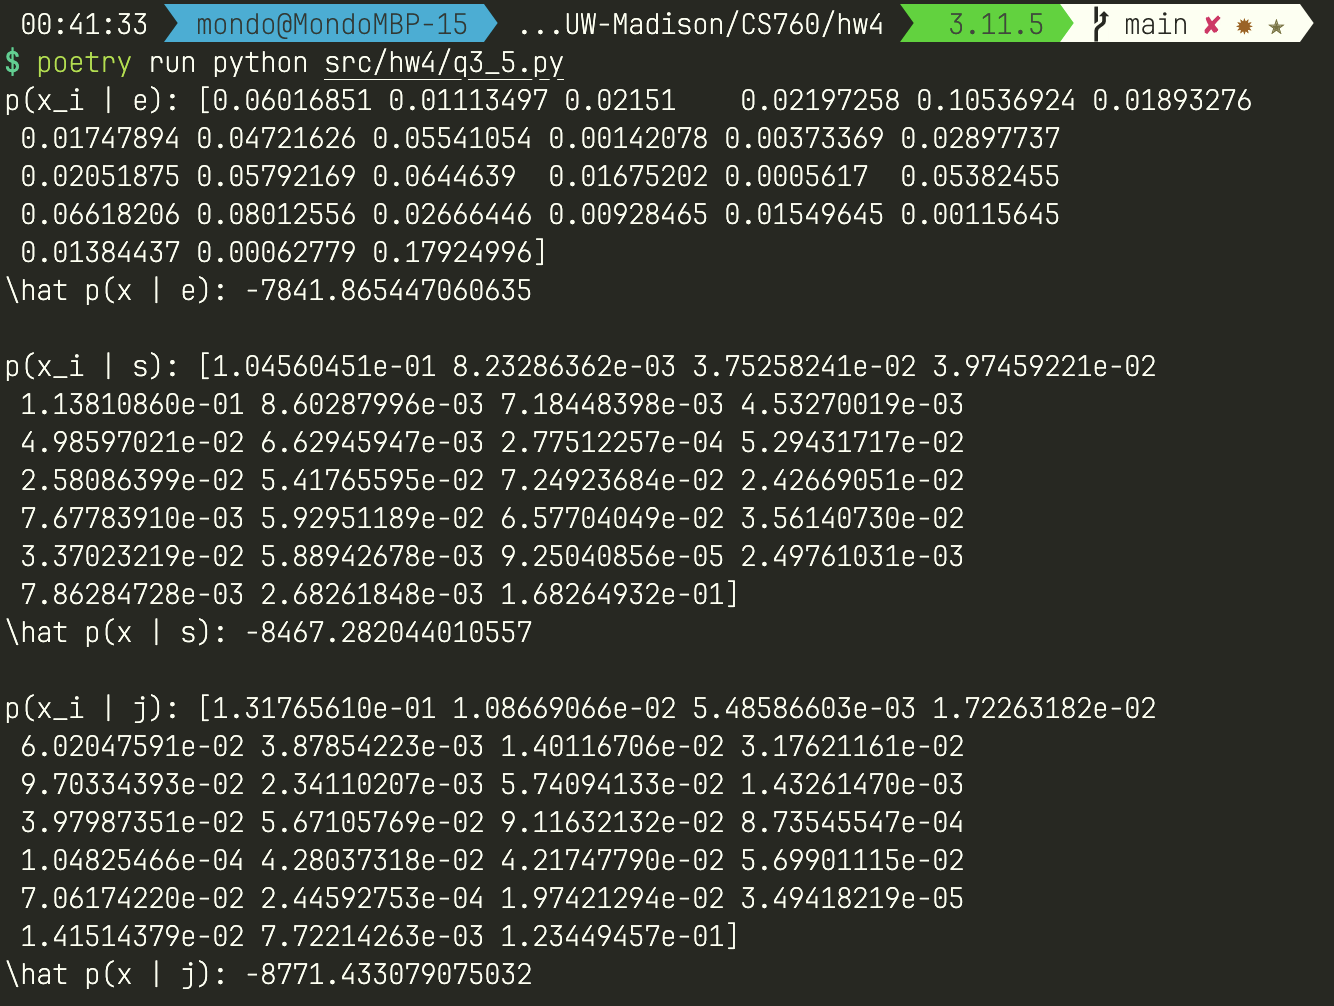 00:41:33 mondo@MondoMBP-15 ...UW-Madison/CS760/hw4 3.11.5 main ✘ ✹ ★
$ poetry run python src/hw4/q3_5.py
p(x_i | e): [0.06016851 0.01113497 0.02151    0.02197258 0.10536924 0.01893276
 0.01747894 0.04721626 0.05541054 0.00142078 0.00373369 0.02897737
 0.02051875 0.05792169 0.0644639  0.01675202 0.0005617  0.05382455
 0.06618206 0.08012556 0.02666446 0.00928465 0.01549645 0.00115645
 0.01384437 0.00062779 0.17924996]
\hat p(x | e): -7841.865447060635

p(x_i | s): [1.04560451e-01 8.23286362e-03 3.75258241e-02 3.97459221e-02
 1.13810860e-01 8.60287996e-03 7.18448398e-03 4.53270019e-03
 4.98597021e-02 6.62945947e-03 2.77512257e-04 5.29431717e-02
 2.58086399e-02 5.41765595e-02 7.24923684e-02 2.42669051e-02
 7.67783910e-03 5.92951189e-02 6.57704049e-02 3.56140730e-02
 3.37023219e-02 5.88942678e-03 9.25040856e-05 2.49761031e-03
 7.86284728e-03 2.68261848e-03 1.68264932e-01]
\hat p(x | s): -8467.282044010557

p(x_i | j): [1.31765610e-01 1.08669066e-02 5.48586603e-03 1.72263182e-02
 6.02047591e-02 3.87854223e-03 1.40116706e-02 3.17621161e-02
 9.70334393e-02 2.34110207e-03 5.74094133e-02 1.43261470e-03
 3.97987351e-02 5.67105769e-02 9.11632132e-02 8.73545547e-04
 1.04825466e-04 4.28037318e-02 4.21747790e-02 5.69901115e-02
 7.06174220e-02 2.44592753e-04 1.97421294e-02 3.49418219e-05
 1.41514379e-02 7.72214263e-03 1.23449457e-01]
\hat p(x | j): -8771.433079075032